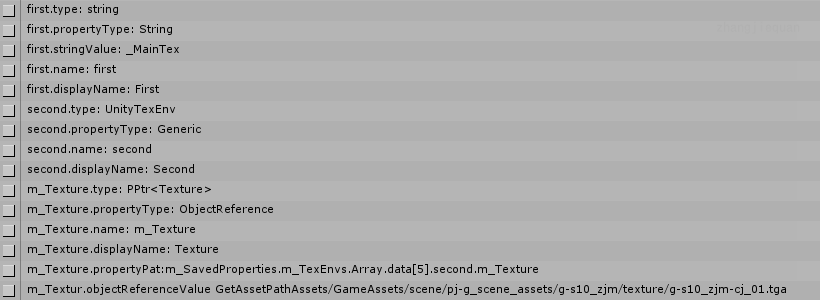 first.type: string
first.propertyType: String
first.stringValue: _MainTex
first.name: first
first.displayName: First
second.type: UnityTexEnv
second.propertyType: Generic
second.name: second
second.displayName: Second
m_Texture.type: PPtr<Texture>
m_Texture.propertyType: ObjectReference
m_Texture.name: m_Texture
m_Texture.displayName: Texture
m_Texture.propertyPat:m_SavedProperties.m_TexEnvs.Array.data[5].second.m_Texture
m_Textur.objectReferenceValue GetAssetPathAssets/GameAssets/scene/pj-g_scene_assets/g-s10_zjm/texture/g-s10_zjm-cj_01.tga